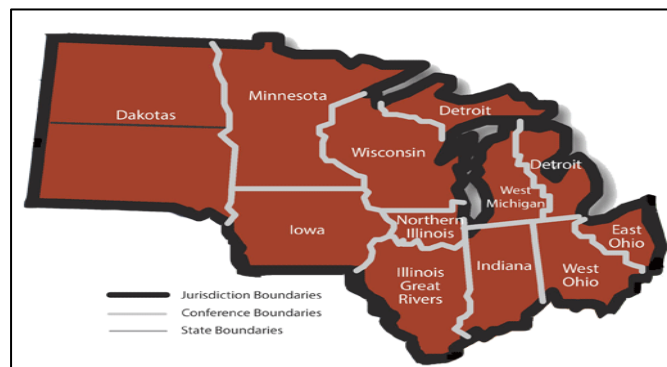 Dakotas
Minnesota
Detroit
Wisconsin
Detroit
West
Michigan
Iowa
Northern
Illinois
East
Ohio
Illinois
Great
Rivers
Indiana
West
Ohio
Jurisdiction Boundaries
Conference Boundaries
State Boundaries